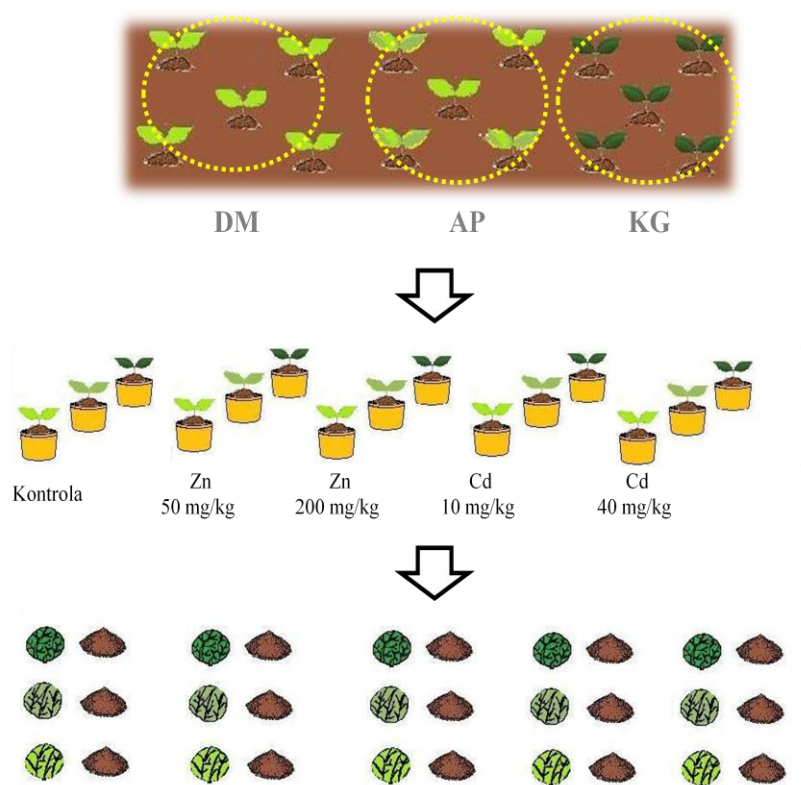 DM AP KG
Kontrola
Zn
50 mg/kg
Zn
200 mg/kg
Cd
10 mg/kg
Cd
40 mg/kg